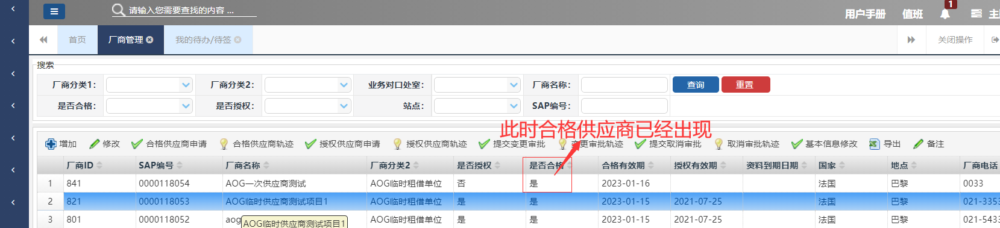 请输入您需要查找的内容 ...
用户手册 值班 1
首页 厂商管理 我的待办/待签 关闭操作
搜索
厂商分类1: 厂商分类2: 业务对口处室: 厂商名称: 查询 重置
是否合格: 是否授权: 站点: SAP编号:
此时合格供应商已经出现
增加 修改 合格供应商申请 合格供应商轨迹 授权供应商申请 授权供应商轨迹 提交变更审批 变更审批轨迹 提交取消审批 取消审批轨迹 基本信息修改 导出 备注
厂商ID SAP编号 厂商名称 厂商分类2 是否授权 是否合格 合格有效期 授权有效期 资料到期日期 国家 地点 厂商电话
1 841 0000118054 AOG一次供应商测试 AOG临时租借单位 否 是 2023-01-16 法国 巴黎 0033
2 821 0000118053 AOG临时供应商测试项目1 AOG临时租借单位 是 是 2023-01-15 2021-07-25 法国 巴黎 021-3353
3 801 0000118052 aog AOG临时租借单位 是 是 2023-01-15 2021-07-25 法国 巴黎 021-5433
AOG临时供应商测试项目1